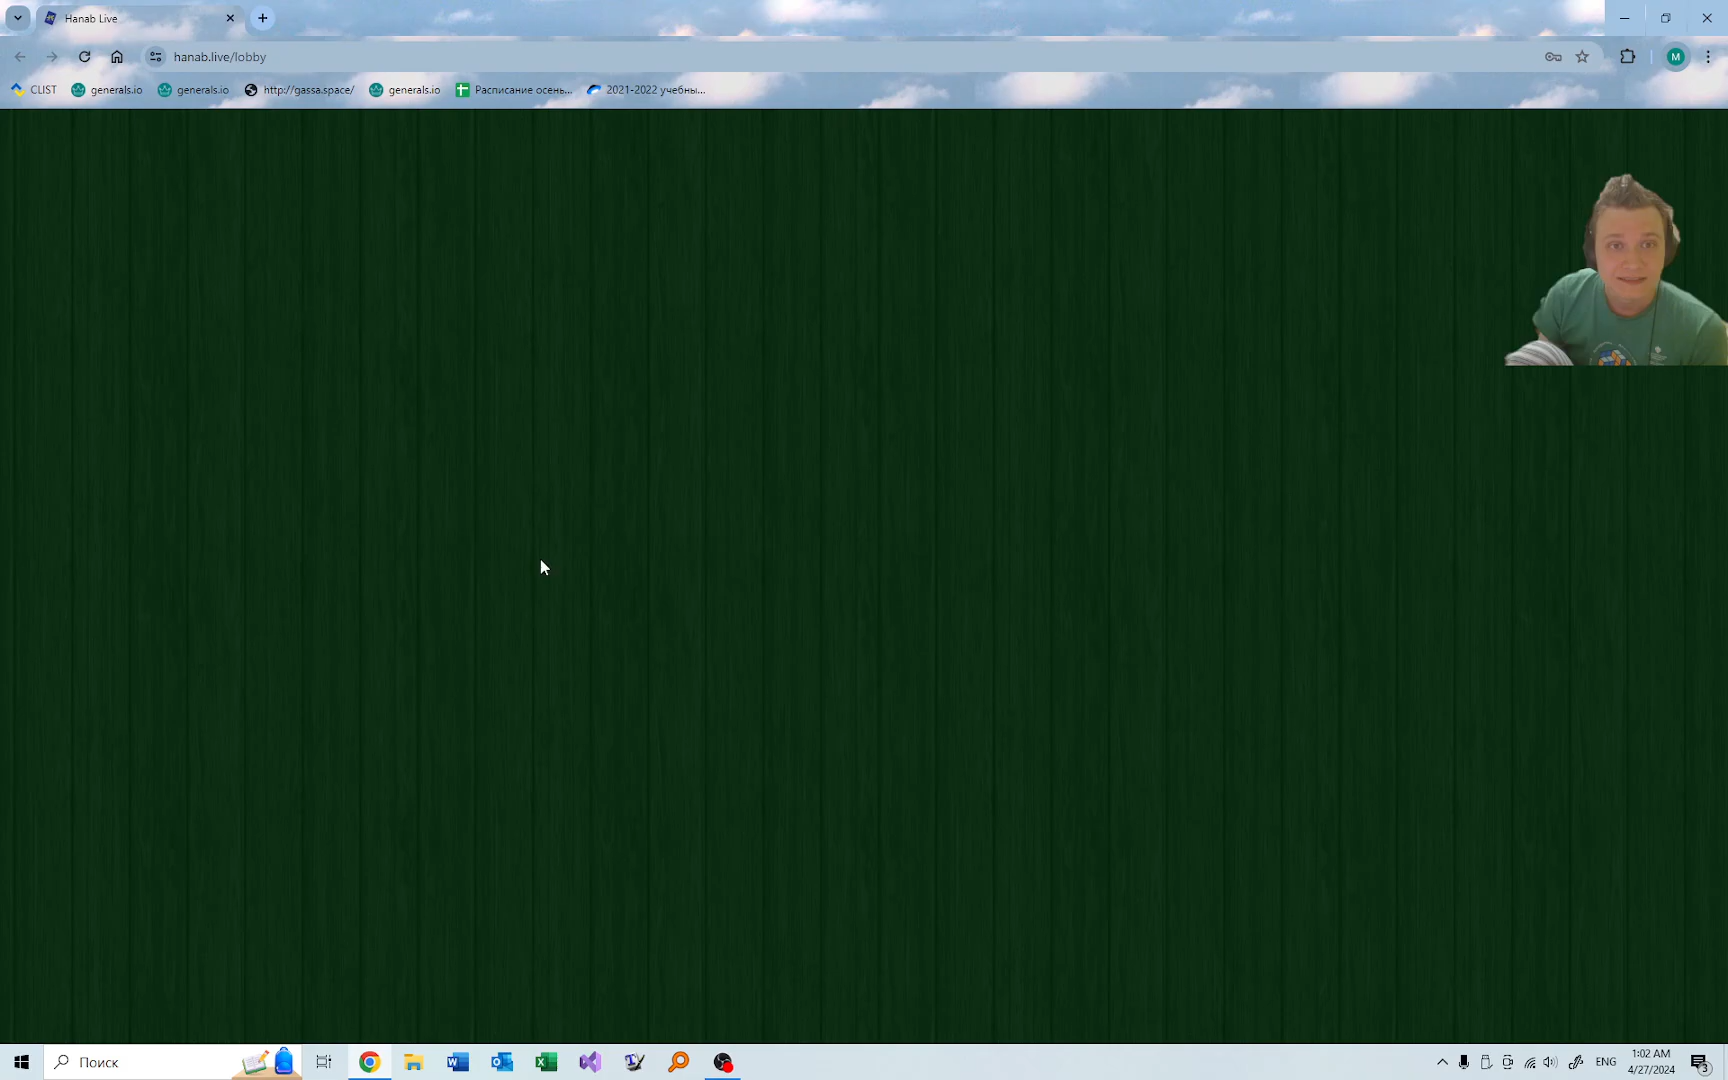 Hanab Live
hanab.live/lobby
M
CLIST
generals.io
generals.io
http://gassa.space/
generals.io
Расписание осень...
2021-2022 учебны...
Поиск
ENG
1:02 AM
4/27/2024
3